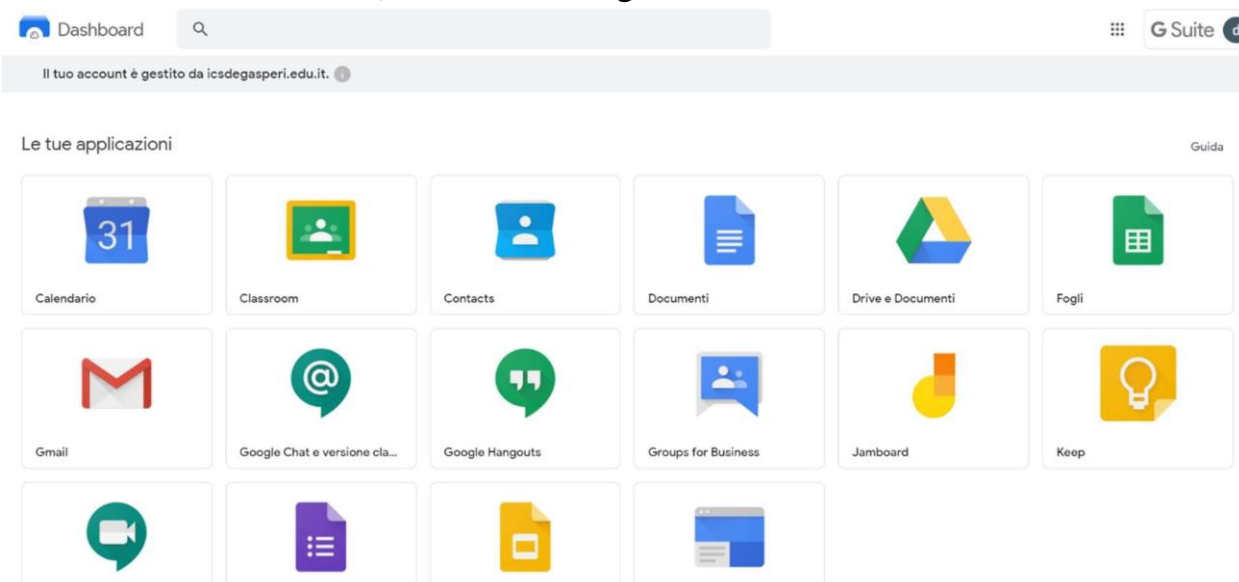 Dashboard
G Suite d
Il tuo account è gestito da icsdegasperi.edu.it.
Le tue applicazioni
Guida
31
Calendario
Classroom
Contacts
Documenti
Drive e Documenti
Fogli
Gmail
Google Chat e versione cla...
Google Hangouts
Groups for Business
Jamboard
Keep